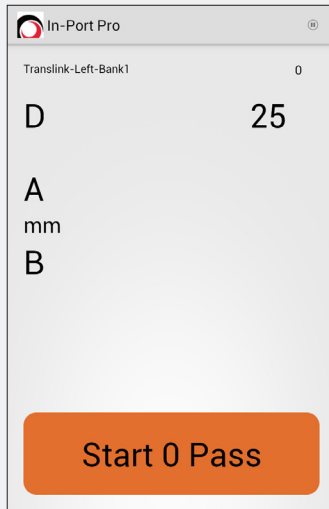 In-Port Pro
Translink-Left-Bank1 0
D 25
A
mm
B
Start 0 Pass